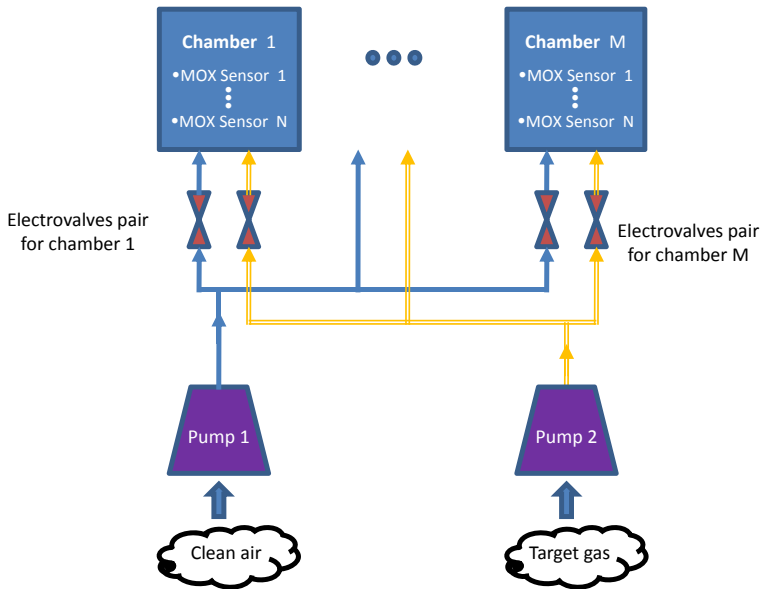 Chamber 1
•MOX Sensor 1
•MOX Sensor N
Chamber M
•MOX Sensor 1
•MOX Sensor N
Electrovalves pair
for chamber 1
Electrovalves pair
for chamber M
Pump 1
Pump 2
Clean air
Target gas